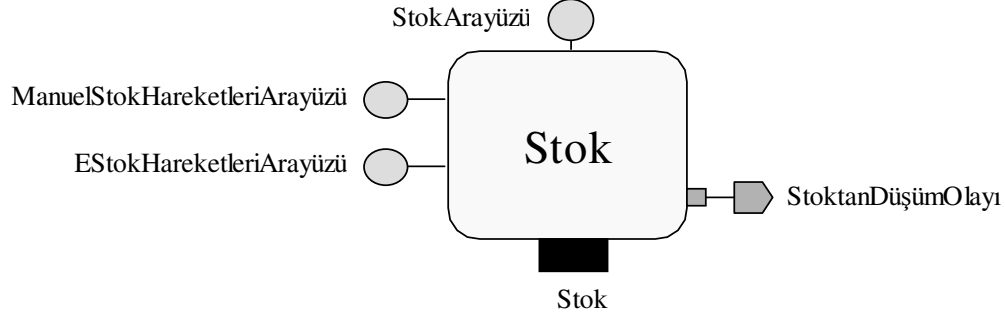 StokArayüzü
ManuelStokHareketleriArayüzü
Stok
EStokHareketleriArayüzü
StoktanDüşümOlayı
Stok